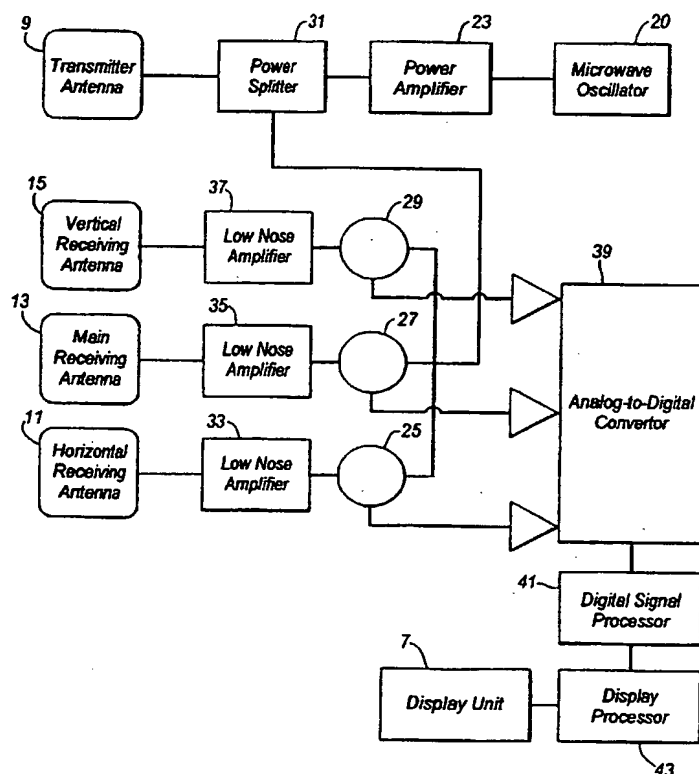 9
31
23
20
Transmitter
Antenna
Power
Splitter
Power
Amplifier
Microwave
Oscillator
15
37
29
Vertical
Receiving
Antenna
Low Nose
Amplifier
39
13
35
27
Main
Receiving
Antenna
Low Nose
Amplifier
Analog-to-Digital
Convertor
11
33
25
Horizontal
Receiving
Antenna
Low Nose
Amplifier
41
Digital Signal
Processor
7
Display Unit
Display
Processor
43